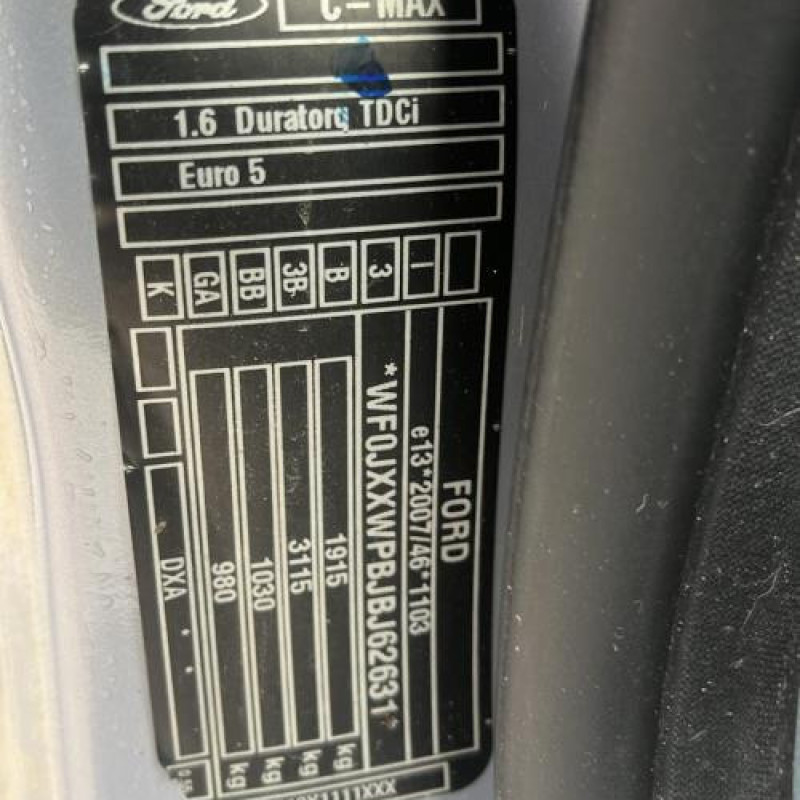 Ford
C-MAX
1.6 Duratorq TDCi
Euro 5
K GA BB 3B B 3 I
FORD
e13*2007/46*1103
*WF0JXXWPBJBJ62631*
1915 kg
3115 kg
1030 kg
980 kg
DXA